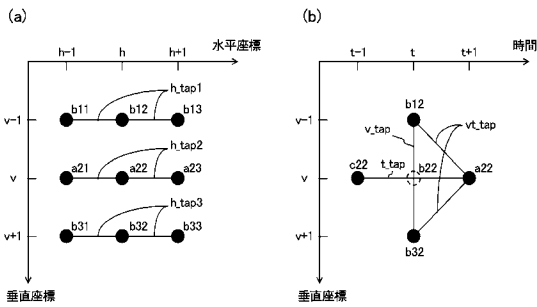 (a)
h-1 h h+1 水平座標
v-1 b11 b12 b13 h_tap1
v a21 a22 a23 h_tap2
v+1 b31 b32 b33 h_tap3
垂直座標
(b)
t-1 t t+1 時間
v-1 b12
v_tap vt_tap
v c22 t_tap b22 a22
v+1 b32
垂直座標